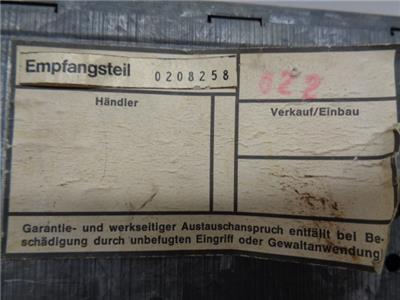 Empfangsteil 0208258
622
Händler
Verkauf/Einbau
Garantie- und werkseitiger Austauschanspruch entfällt bei Be-
schädigung durch unbefugten Eingriff oder Gewaltanwendung